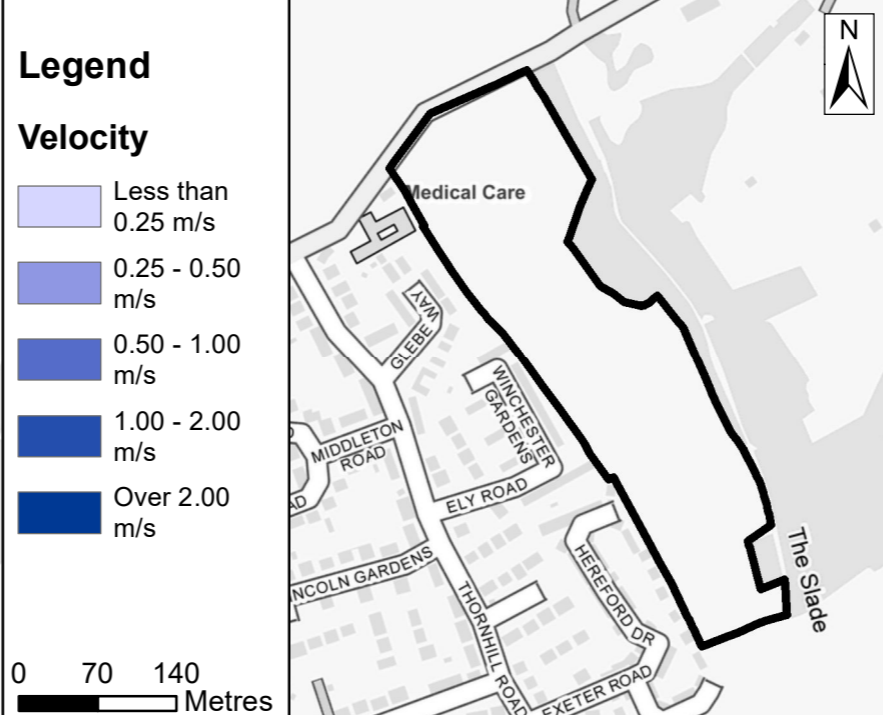 Legend
Velocity
Less than
0.25 m/s
0.25 - 0.50
m/s
0.50 - 1.00
m/s
1.00 - 2.00
m/s
Over 2.00
m/s
0 70 140
Metres
N
Medical Care
GLEBE WAY
WINCHESTER
GARDENS
MIDDLETON
ROAD
AD
ELY ROAD
NCOLN GARDENS
HEREFORD DR
THORNHILL ROAD
EXETER ROAD
The Slade